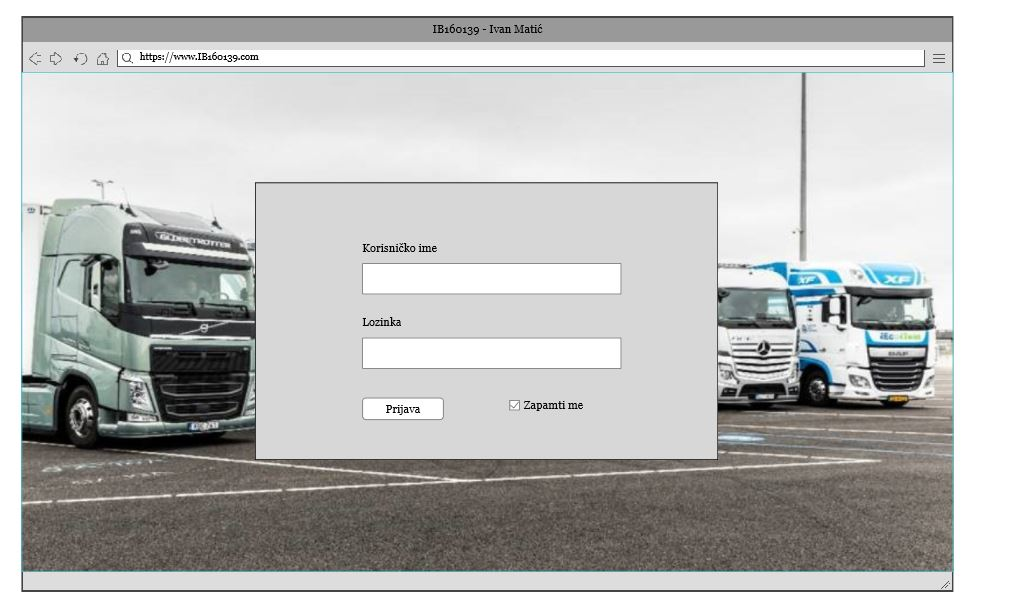 IB160139 - Ivan Matić
https://www.IB160139.com
Korisničko ime
Lozinka
Prijava
Zapamti me
GLOBETROTTER
XF
XF